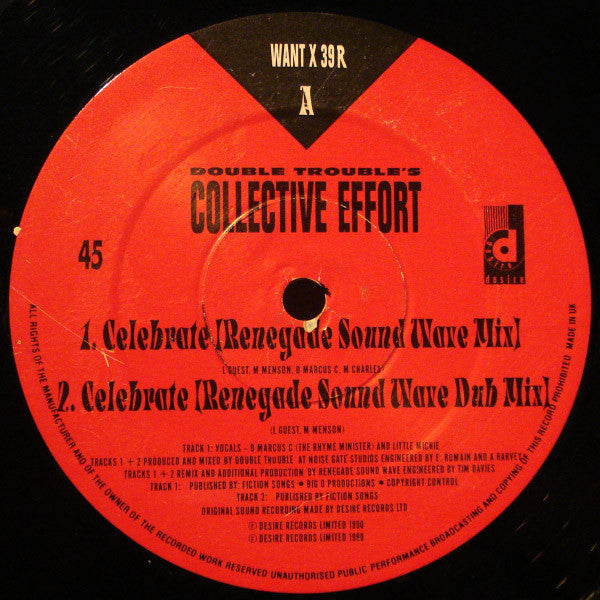 WANT X 39 R
A
DOUBLE TROUBLE'S
COLLECTIVE EFFORT
45
d
desire
desire
1. Celebrate [Renegade Sound Wave Mix]
L GUEST, M MENSON, D MARCUS C, M CHARLES
2. Celebrate [Renegade Sound Wave Dub Mix]
(L GUEST, M MENSON)
TRACK 1: VOCALS - D MARCUS C (THE RHYME MINISTER) AND LITTLE MICHIE
TRACKS 1 + 2 PRODUCED AND MIXED BY DOUBLE TROUBLE AT NOISE GATE STUDIOS ENGINEERED BY E. ROMAIN AND A HARVEY
TRACKS 1 + 2 REMIX AND ADDITIONAL PRODUCTION BY RENEGADE SOUND WAVE ENGINEERED BY TIM DAVIES
TRACK 1: PUBLISHED BY: FICTION SONGS • BIG O PRODUCTIONS • COPYRIGHT CONTROL
TRACK 2: PUBLISHED BY FICTION SONGS
ORIGINAL SOUND RECORDING MADE BY DESIRE RECORDS LTD
℗ DESIRE RECORDS LIMITED 1990
© DESIRE RECORDS LIMITED 1990
ALL RIGHTS OF THE MANUFACTURER AND OF THE OWNER OF THE RECORDED WORK RESERVED UNAUTHORISED PUBLIC PERFORMANCE BROADCASTING AND COPYING OF THIS RECORD PROHIBITED MADE IN UK